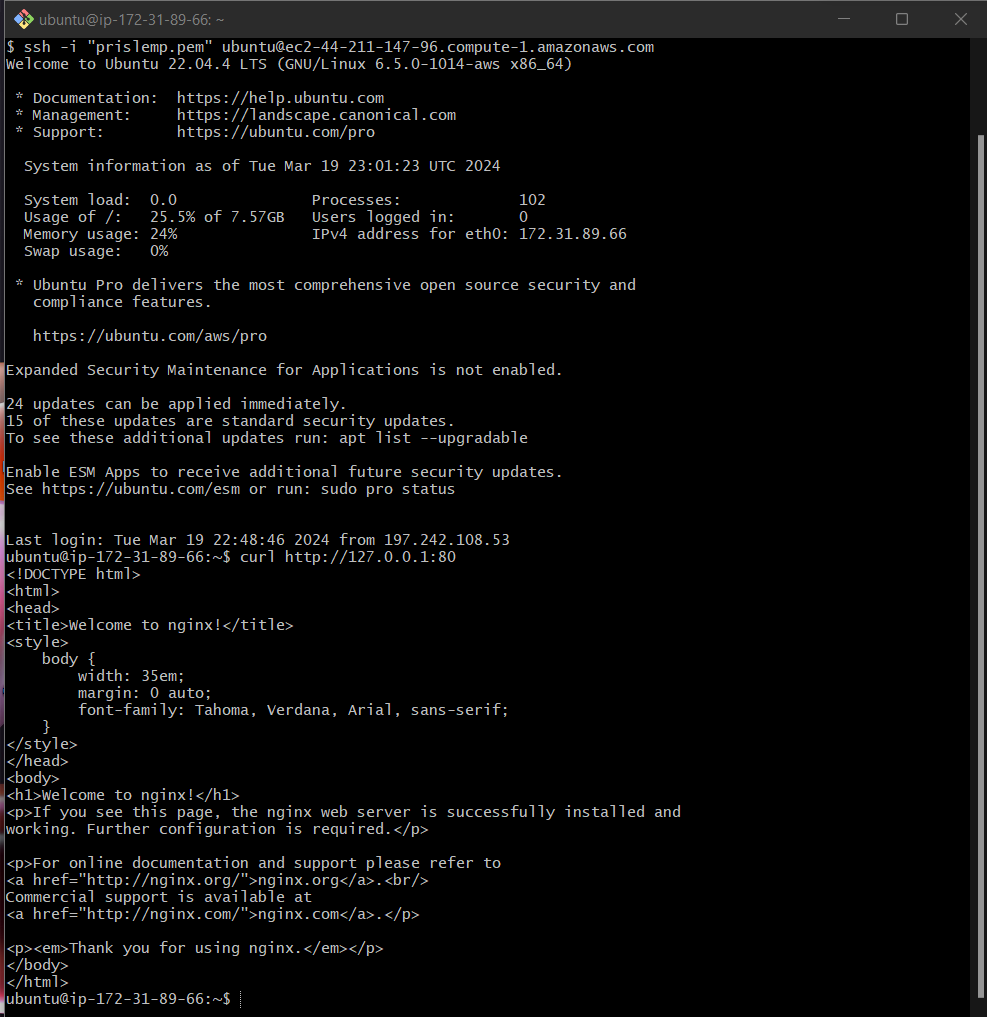 ubuntu@ip-172-31-89-66: ~
$ ssh -i "prislemp.pem" ubuntu@ec2-44-211-147-96.compute-1.amazonaws.com
Welcome to Ubuntu 22.04.4 LTS (GNU/Linux 6.5.0-1014-aws x86_64)

 * Documentation:  https://help.ubuntu.com
 * Management:     https://landscape.canonical.com
 * Support:        https://ubuntu.com/pro

  System information as of Tue Mar 19 23:01:23 UTC 2024

  System load:  0.0               Processes:             102
  Usage of /:   25.5% of 7.57GB   Users logged in:       0
  Memory usage: 24%               IPv4 address for eth0: 172.31.89.66
  Swap usage:   0%

 * Ubuntu Pro delivers the most comprehensive open source security and
   compliance features.

   https://ubuntu.com/aws/pro

Expanded Security Maintenance for Applications is not enabled.

24 updates can be applied immediately.
15 of these updates are standard security updates.
To see these additional updates run: apt list --upgradable

Enable ESM Apps to receive additional future security updates.
See https://ubuntu.com/esm or run: sudo pro status


Last login: Tue Mar 19 22:48:46 2024 from 197.242.108.53
ubuntu@ip-172-31-89-66:~$ curl http://127.0.0.1:80
<!DOCTYPE html>
<html>
<head>
<title>Welcome to nginx!</title>
<style>
    body {
        width: 35em;
        margin: 0 auto;
        font-family: Tahoma, Verdana, Arial, sans-serif;
    }
</style>
</head>
<body>
<h1>Welcome to nginx!</h1>
<p>If you see this page, the nginx web server is successfully installed and
working. Further configuration is required.</p>

<p>For online documentation and support please refer to
<a href="http://nginx.org/">nginx.org</a>.<br/>
Commercial support is available at
<a href="http://nginx.com/">nginx.com</a>.</p>

<p><em>Thank you for using nginx.</em></p>
</body>
</html>
ubuntu@ip-172-31-89-66:~$